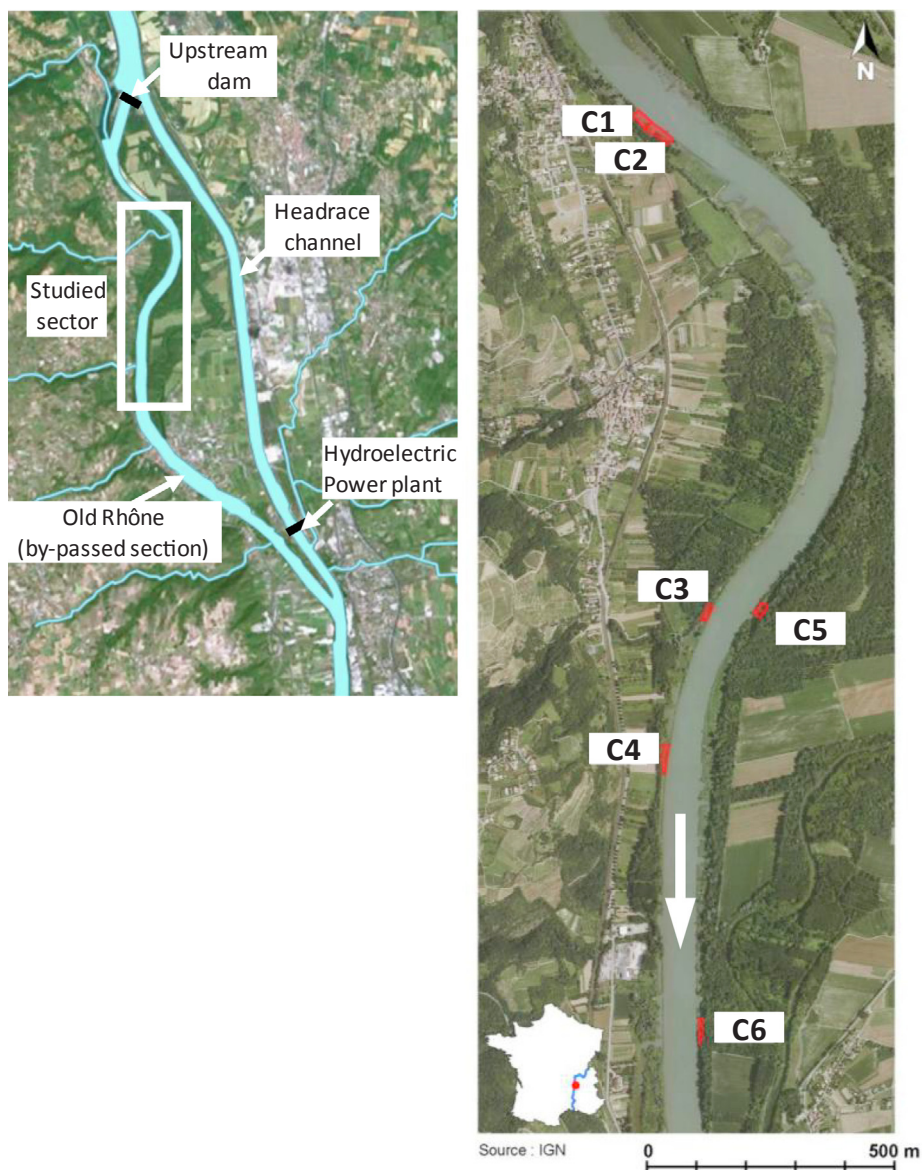 Upstream
dam
Headrace
channel
Studied
sector
Hydroelectric
Power plant
Old Rhône
(by-passed section)
N
C1
C2
C3
C5
C4
C6
Source : IGN
0
500 m